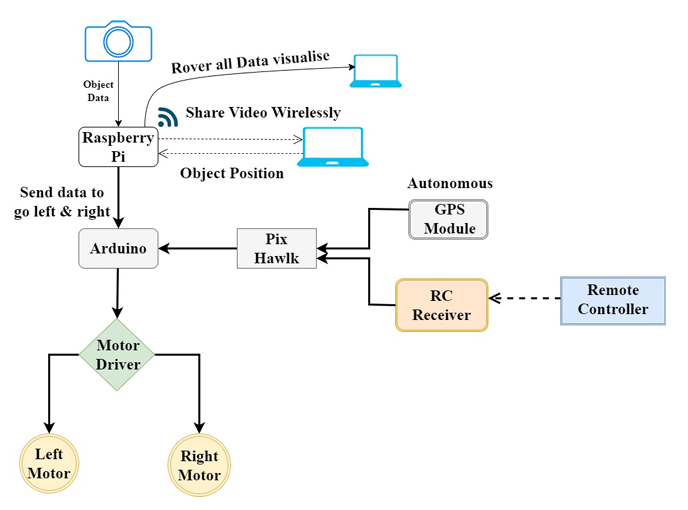 Rover all Data visualise
Object
Data
Share Video Wirelessly
Raspberry
Pi
Object Position
Send data to
go left & right
Autonomous
GPS
Module
Arduino
Pix
Hawlk
RC
Receiver
Remote
Controller
Motor
Driver
Left
Motor
Right
Motor